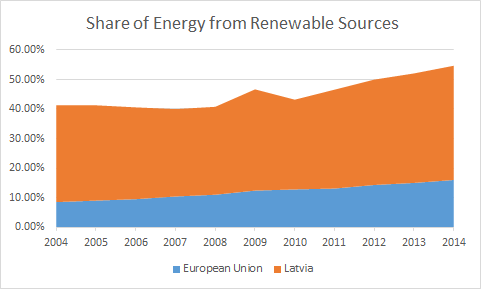 Share of Energy from Renewable Sources
60.00%
50.00%
40.00%
30.00%
20.00%
10.00%
0.00%
2004 2005 2006 2007 2008 2009 2010 2011 2012 2013 2014
European Union Latvia